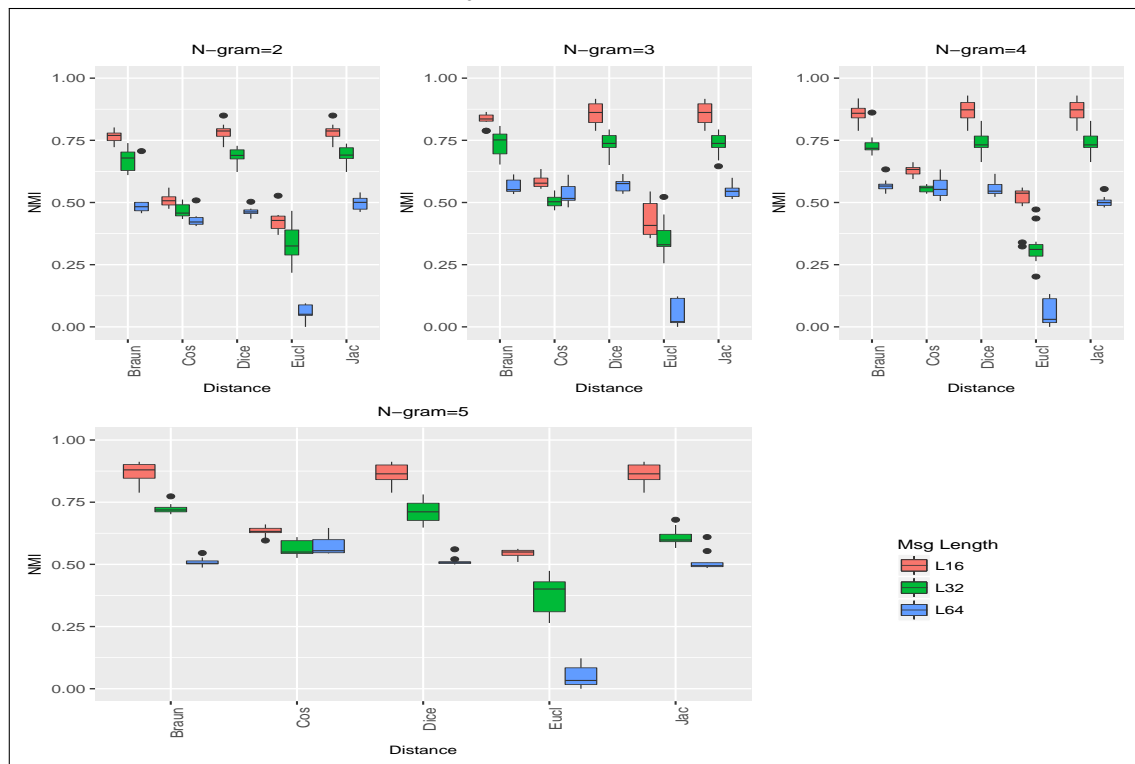 N-gram=2
N-gram=3
N-gram=4
1.00
0.75
0.50
0.25
0.00
NMI
Braun
Cos
Dice
Eucl
Jac
Distance
1.00
0.75
0.50
0.25
0.00
NMI
Braun
Cos
Dice
Eucl
Jac
Distance
1.00
0.75
0.50
0.25
0.00
NMI
Braun
Cos
Dice
Eucl
Jac
Distance
N-gram=5
1.00
0.75
0.50
0.25
0.00
NMI
Braun
Cos
Dice
Eucl
Jac
Distance
Msg Length
L16
L32
L64